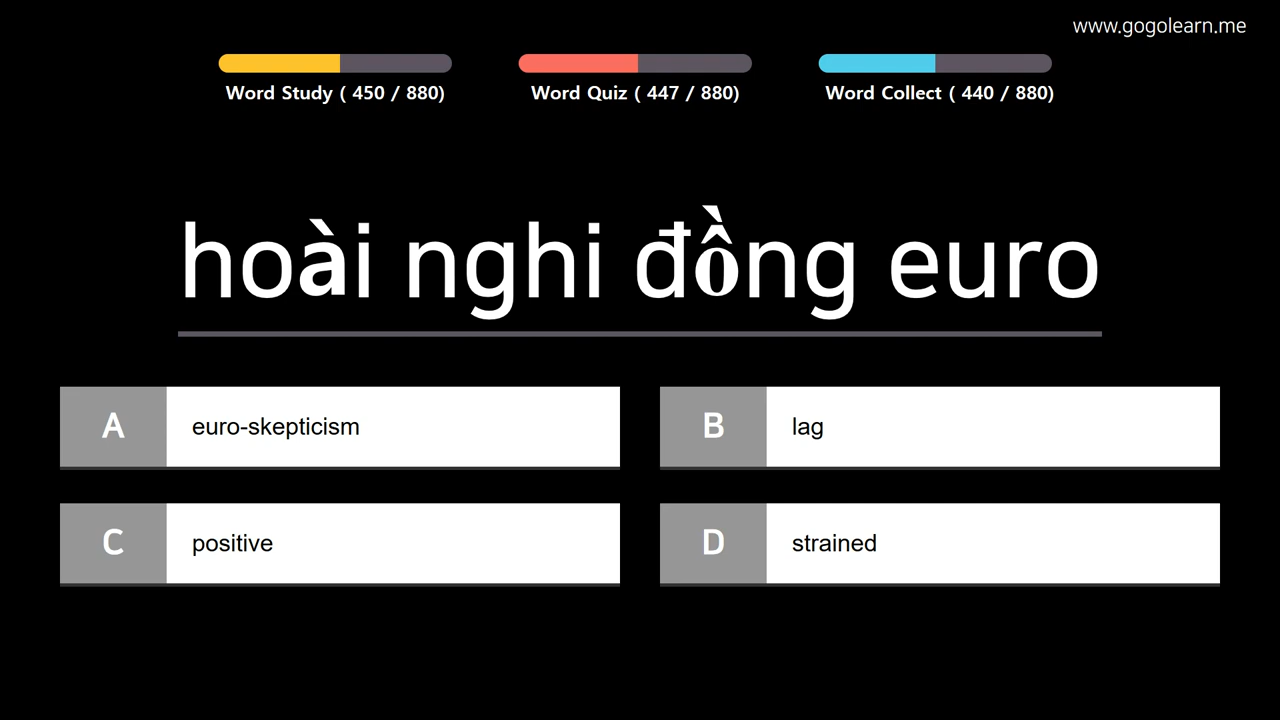 www.gogolearn.me
Word Study ( 450 / 880)
Word Quiz ( 447 / 880)
Word Collect ( 440 / 880)
hoài nghi đồng euro
A euro-skepticism
B lag
C positive
D strained